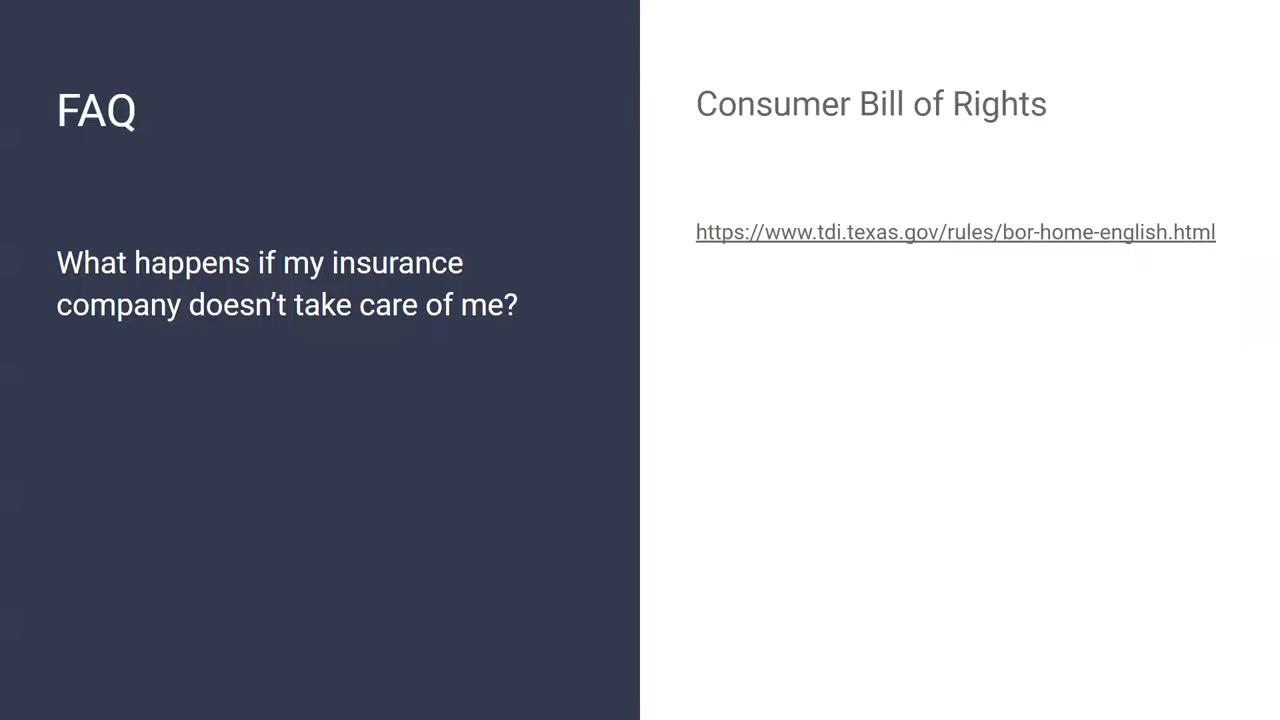 FAQ
What happens if my insurance
company doesn’t take care of me?
Consumer Bill of Rights
https://www.tdi.texas.gov/rules/bor-home-english.html